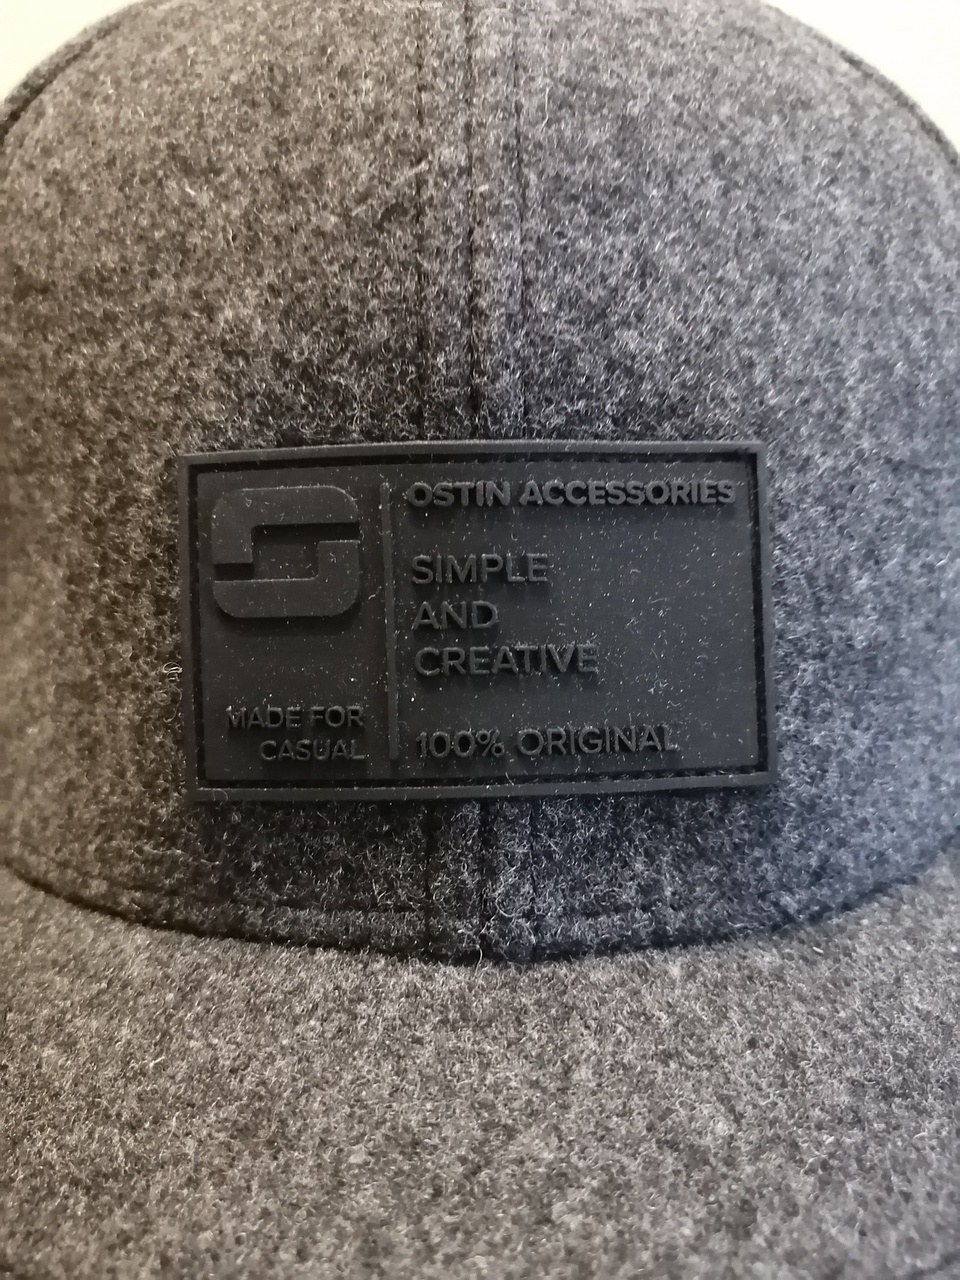 OSTIN ACCESSORIES
SIMPLE
AND
CREATIVE
100% ORIGINAL
MADE FOR
CASUAL